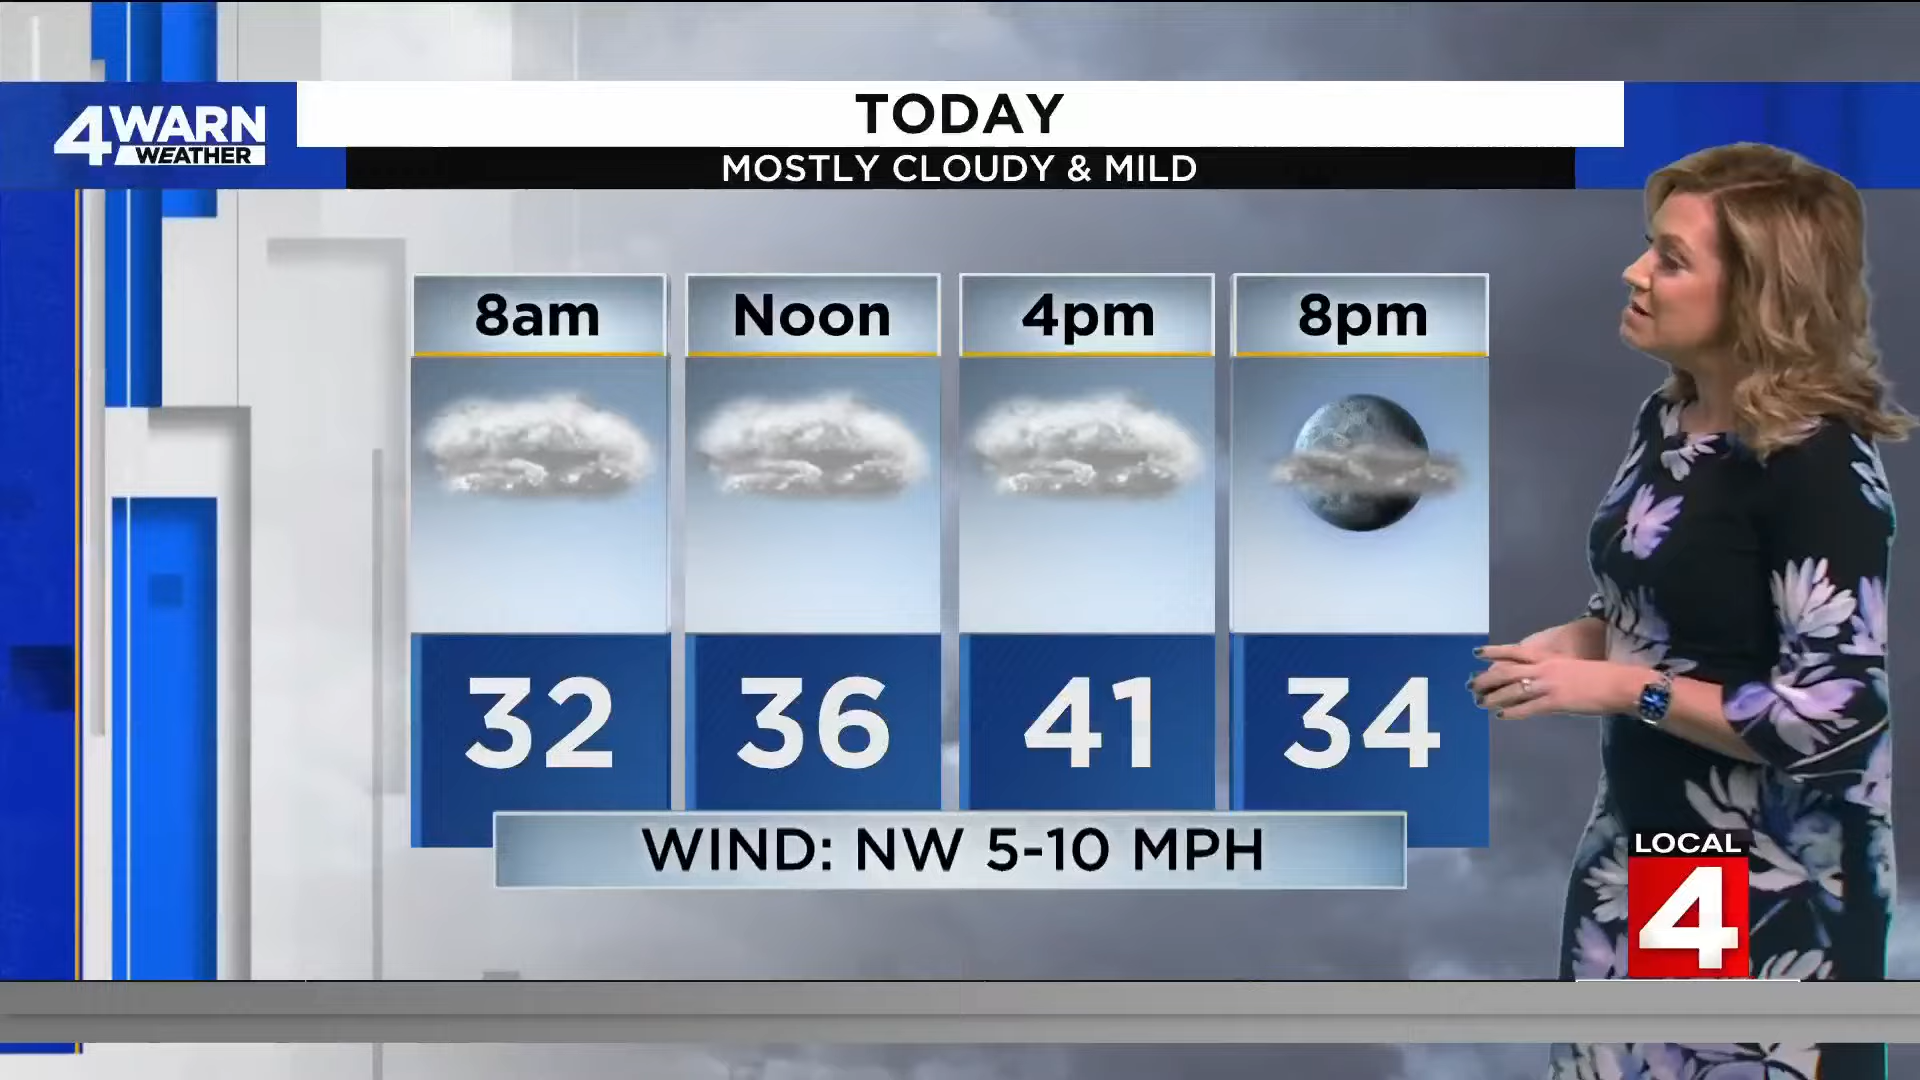 4WARN
WEATHER
TODAY
MOSTLY CLOUDY & MILD
8am
Noon
4pm
8pm
32
36
41
34
WIND: NW 5-10 MPH
LOCAL
4